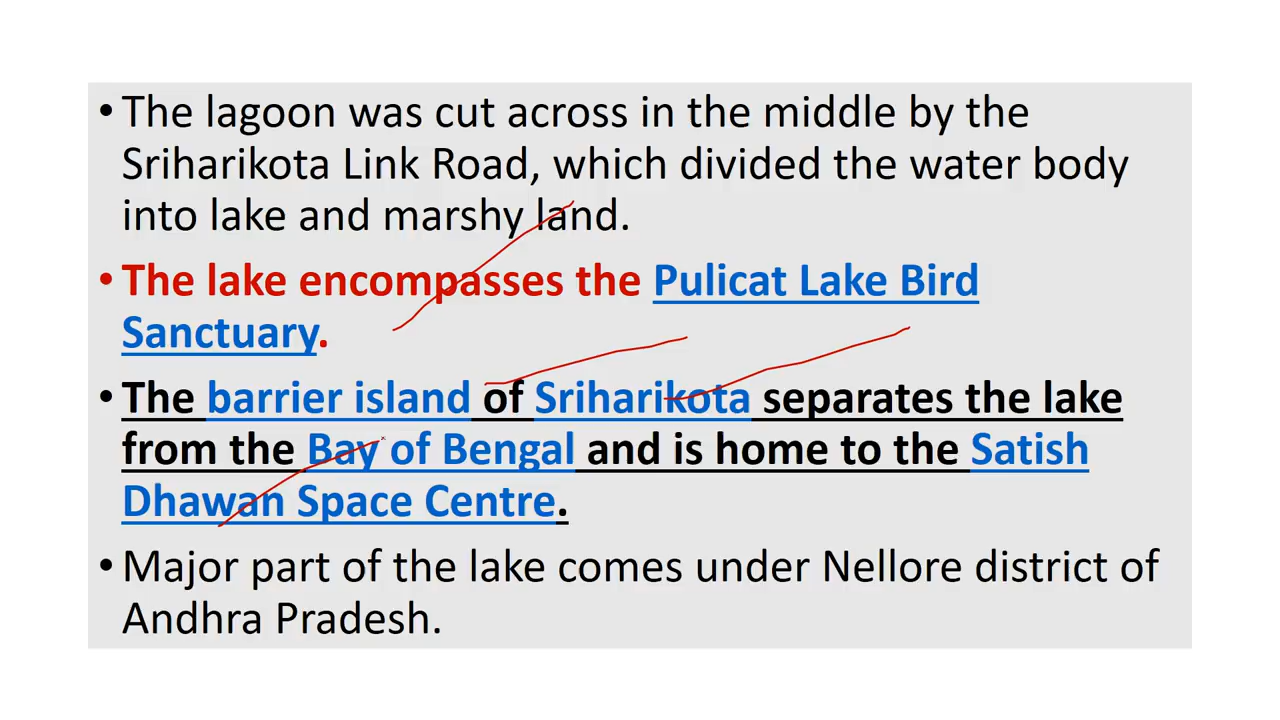 • The lagoon was cut across in the middle by the
Sriharikota Link Road, which divided the water body
into lake and marshy land.
• The lake encompasses the Pulicat Lake Bird
Sanctuary.
• The barrier island of Sriharikota separates the lake
from the Bay of Bengal and is home to the Satish
Dhawan Space Centre.
• Major part of the lake comes under Nellore district of
Andhra Pradesh.